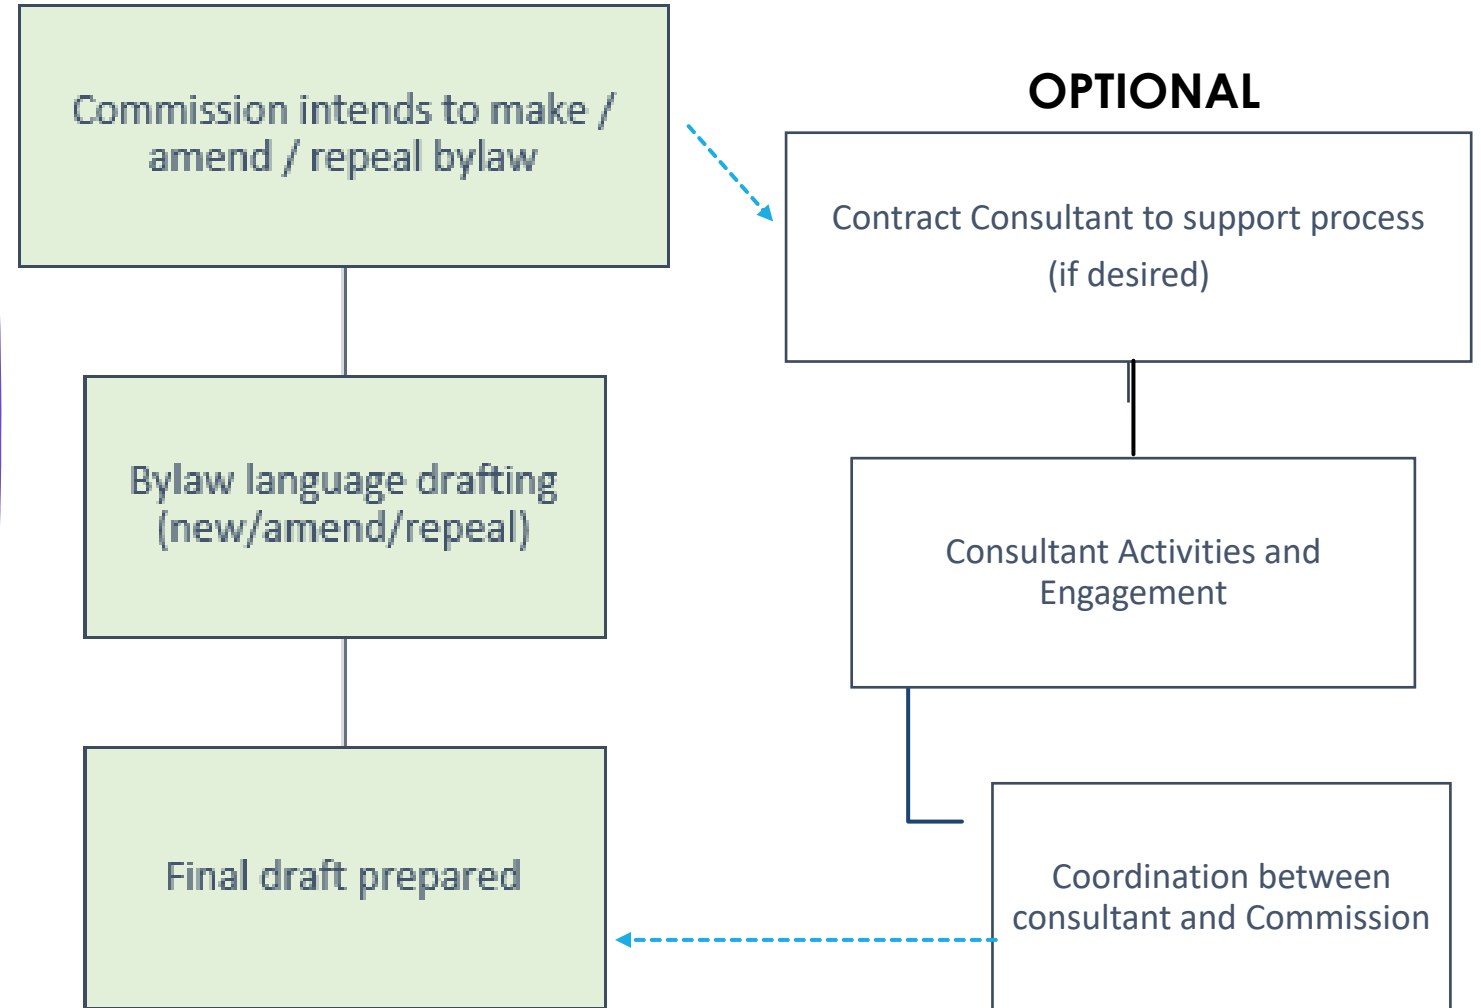 Commission intends to make /
amend / repeal bylaw
Bylaw language drafting
(new/amend/repeal)
Final draft prepared
OPTIONAL
Contract Consultant to support process
(if desired)
Consultant Activities and
Engagement
Coordination between
consultant and Commission